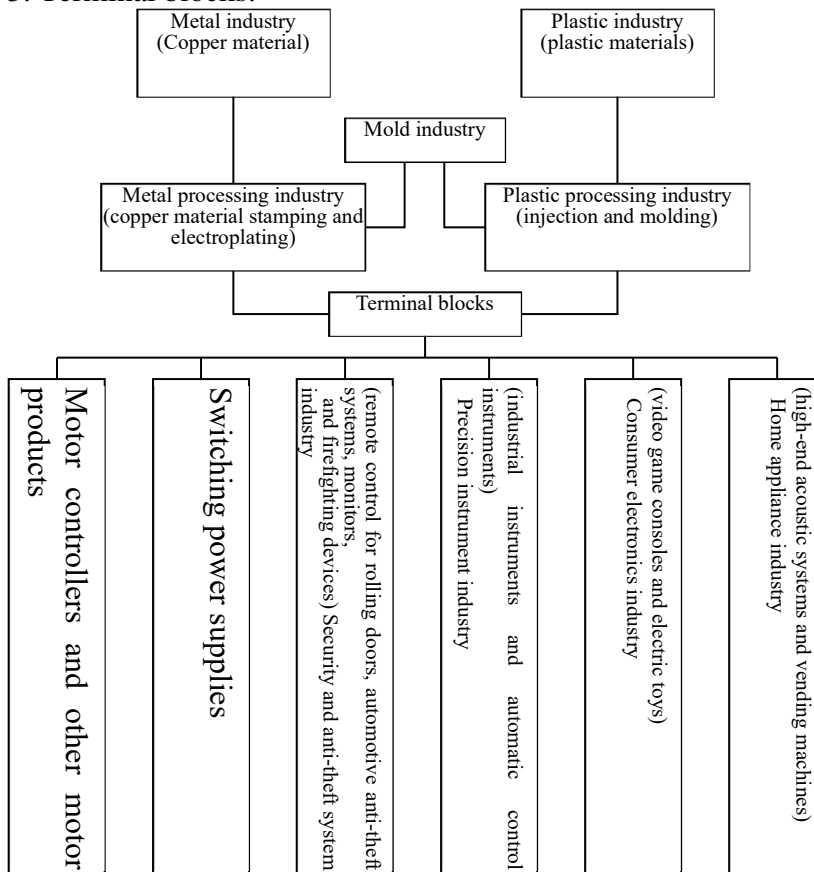 3. Terminal blocks:
Metal industry
(Copper material)
Plastic industry
(plastic materials)
Mold industry
Metal processing industry
(copper material stamping and
electroplating)
Plastic processing industry
(injection and molding)
Terminal blocks
Motor controllers and other motor
products
Switching power supplies
(remote control for rolling doors, automotive anti-theft
systems, monitors,
and firefighting devices) Security and anti-theft system
industry
(industrial instruments and automatic control
instruments)
Precision instrument industry
(video game consoles and electric toys)
Consumer electronics industry
(high-end acoustic systems and vending machines)
Home appliance industry